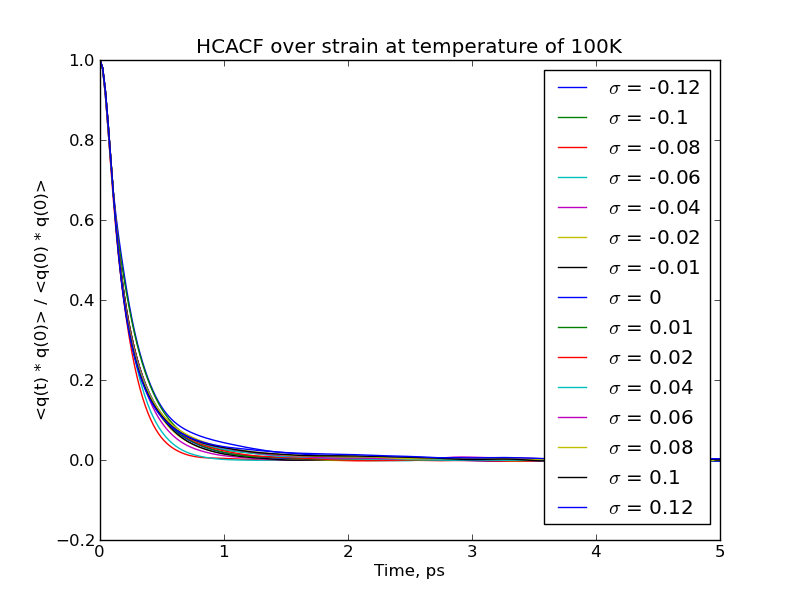 HCACF over strain at temperature of 100K
<q(t) * q(0)> / <q(0) * q(0)>
1.0
0.8
0.6
0.4
0.2
0.0
−0.2
0
1
2
3
4
5
Time, ps
σ = -0.12
σ = -0.1
σ = -0.08
σ = -0.06
σ = -0.04
σ = -0.02
σ = -0.01
σ = 0
σ = 0.01
σ = 0.02
σ = 0.04
σ = 0.06
σ = 0.08
σ = 0.1
σ = 0.12